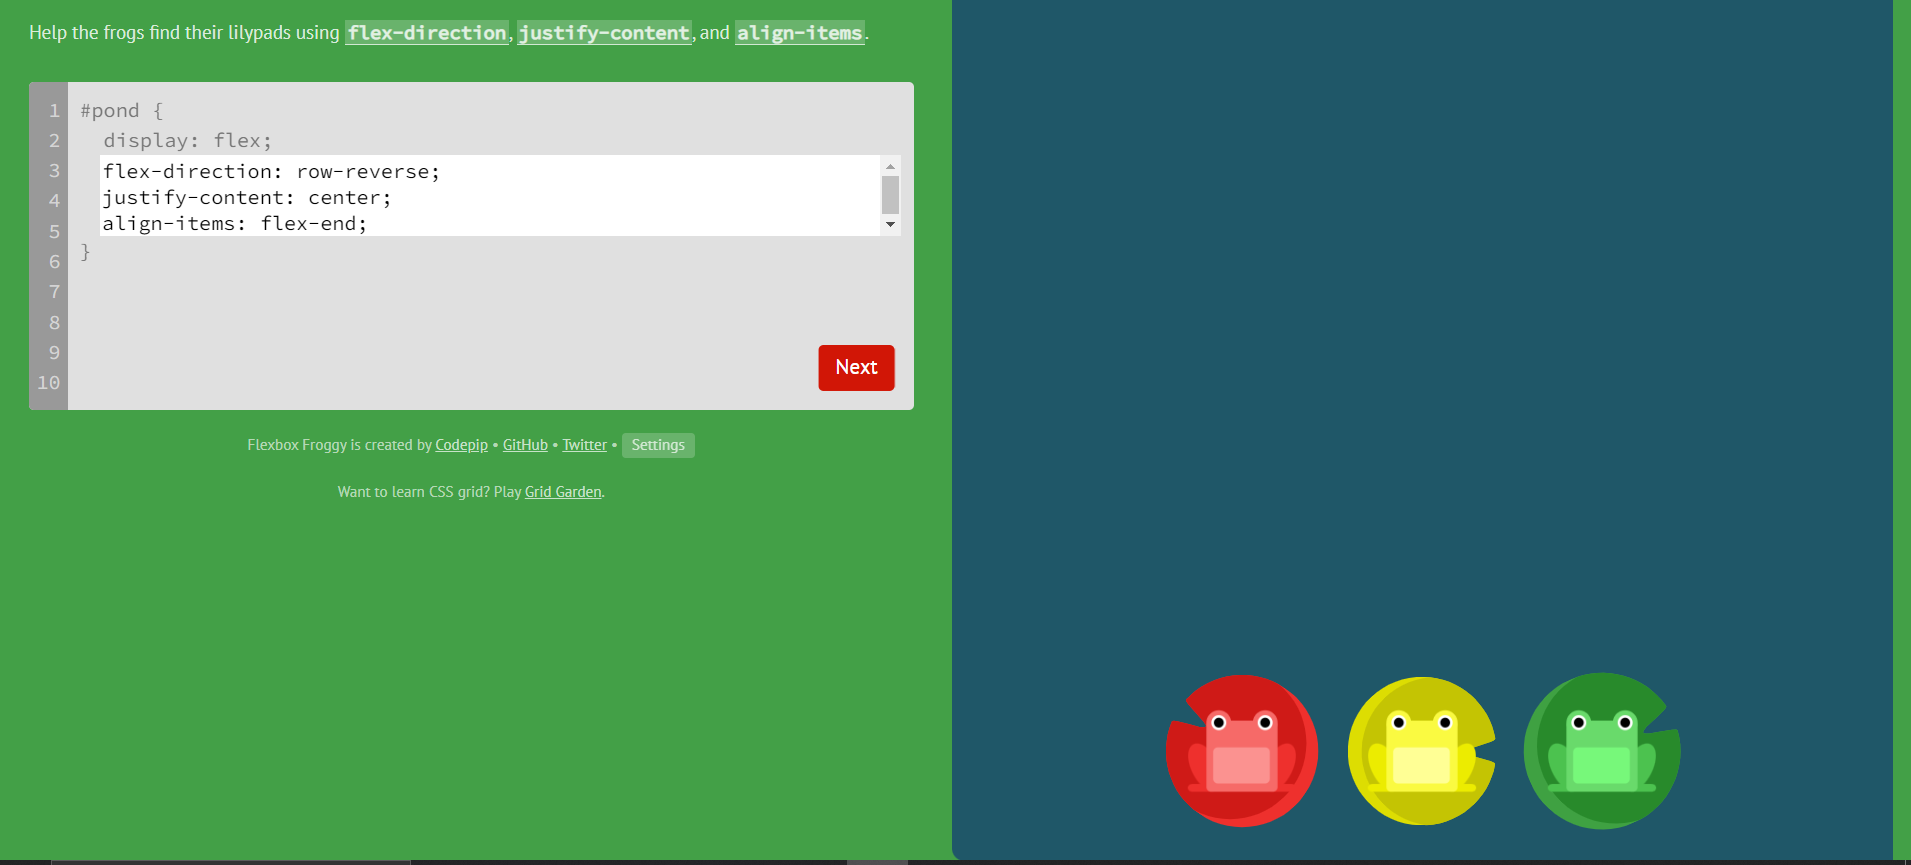 Help the frogs find their lilypads using flex-direction, justify-content, and align-items.
1 #pond {
2 display: flex;
3 flex-direction: row-reverse;
4 justify-content: center;
5 align-items: flex-end;
6 }
7
8
9
10
Next
Flexbox Froggy is created by Codepip • GitHub • Twitter • Settings
Want to learn CSS grid? Play Grid Garden.